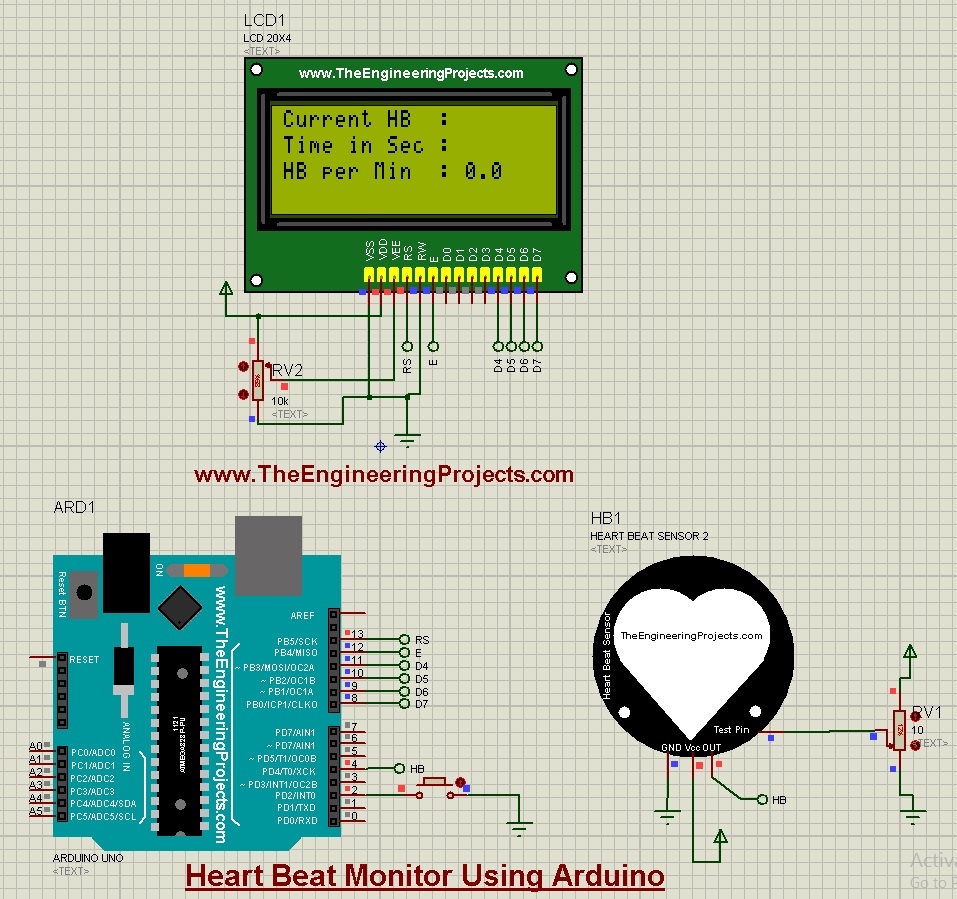 LCD1
LCD 20X4
<TEXT>
www.TheEngineeringProjects.com
Current HB :
Time in Sec :
HB per Min : 0.0
VSS VDD VEE RS RW E D0 D1 D2 D3 D4 D5 D6 D7
RS E D4 D5 D6 D7
RV2
10k
<TEXT>
www.TheEngineeringProjects.com
ARD1
Reset BTN
ON
www.TheEngineeringProjects.com
RESET
ANALOG IN
1121
A0 PC0/ADC0
A1 PC1/ADC1
A2 PC2/ADC2
A3 PC3/ADC3
A4 PC4/ADC4/SDA
A5 PC5/ADC5/SCL
AREF
PB5/SCK 13 RS
PB4/MISO 12 E
~ PB3/MOSI/OC2A 11 D4
~ PB2/OC1B 10 D5
~ PB1/OC1A 9 D6
PB0/ICP1/CLKO 8 D7
PD7/AIN1 7
~ PD7/AIN1 6
~ PD5/T1/OC0B 5
PD4/T0/XCK 4 HB
~ PD3/INT1/OC2B 3
PD2/INT0 2
PD1/TXD 1
PD0/RXD 0
ARDUINO UNO
<TEXT>
HB1
HEART BEAT SENSOR 2
<TEXT>
TheEngineeringProjects.com
Heart Beat Sensor
Test Pin
GND Vcc OUT
HB
RV1
10
<TEXT>
Heart Beat Monitor Using Arduino